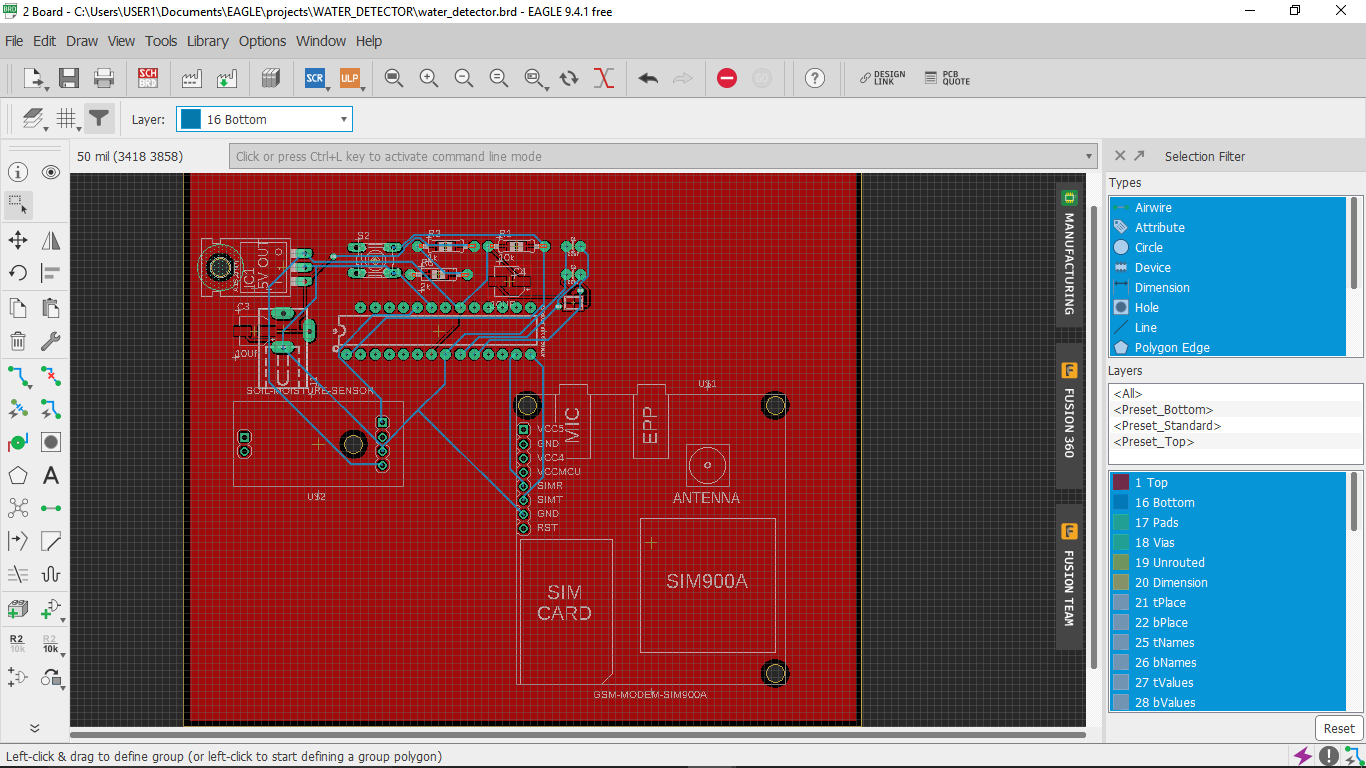 2 Board - C:\Users\USER1\Documents\EAGLE\projects\WATER_DETECTOR\water_detector.brd - EAGLE 9.4.1 free
File Edit Draw View Tools Library Options Window Help
SCH
BRD
SCR
ULP
DESIGN
LINK
PCB
QUOTE
Layer:
16 Bottom
50 mil (3418 3858)
Click or press Ctrl+L key to activate command line mode
Selection Filter
Types
Airwire
Attribute
Circle
Device
Dimension
Hole
Line
Polygon Edge
Layers
<All>
<Preset_Bottom>
<Preset_Standard>
<Preset_Top>
1 Top
16 Bottom
17 Pads
18 Vias
19 Unrouted
20 Dimension
21 tPlace
22 bPlace
25 tNames
26 bNames
27 tValues
28 bValues
Reset
MANUFACTURING
FUSION 360
FUSION TEAM
R2
10k
R2
10k
IC1
5V OUT
S2
R1
10k
C4
10UF
C3
10UF
SOIL-MOISTURE-SENSOR
U$2
U$1
MIC
EPP
VCC5
GND
VCC4
VCCMCU
SIMR
SIMT
GND
RST
ANTENNA
SIM
CARD
SIM900A
GSM-MODEM-SIM900A
Left-click & drag to define group (or left-click to start defining a group polygon)